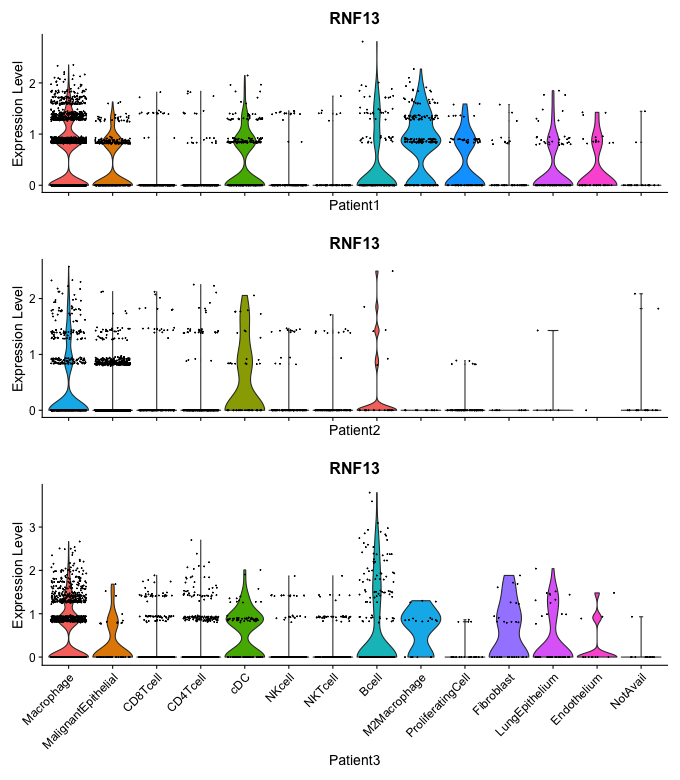 RNF13
Expression Level
2
1
0
Patient1
RNF13
Expression Level
2
1
0
Patient2
RNF13
Expression Level
3
2
1
0
Macrophage
MalignantEpithelial
CD8Tcell
CD4Tcell
cDC
NKcell
NKTcell
Bcell
M2Macrophage
ProliferatingCell
Fibroblast
LungEpithelium
Endothelium
NotAvail
Patient3